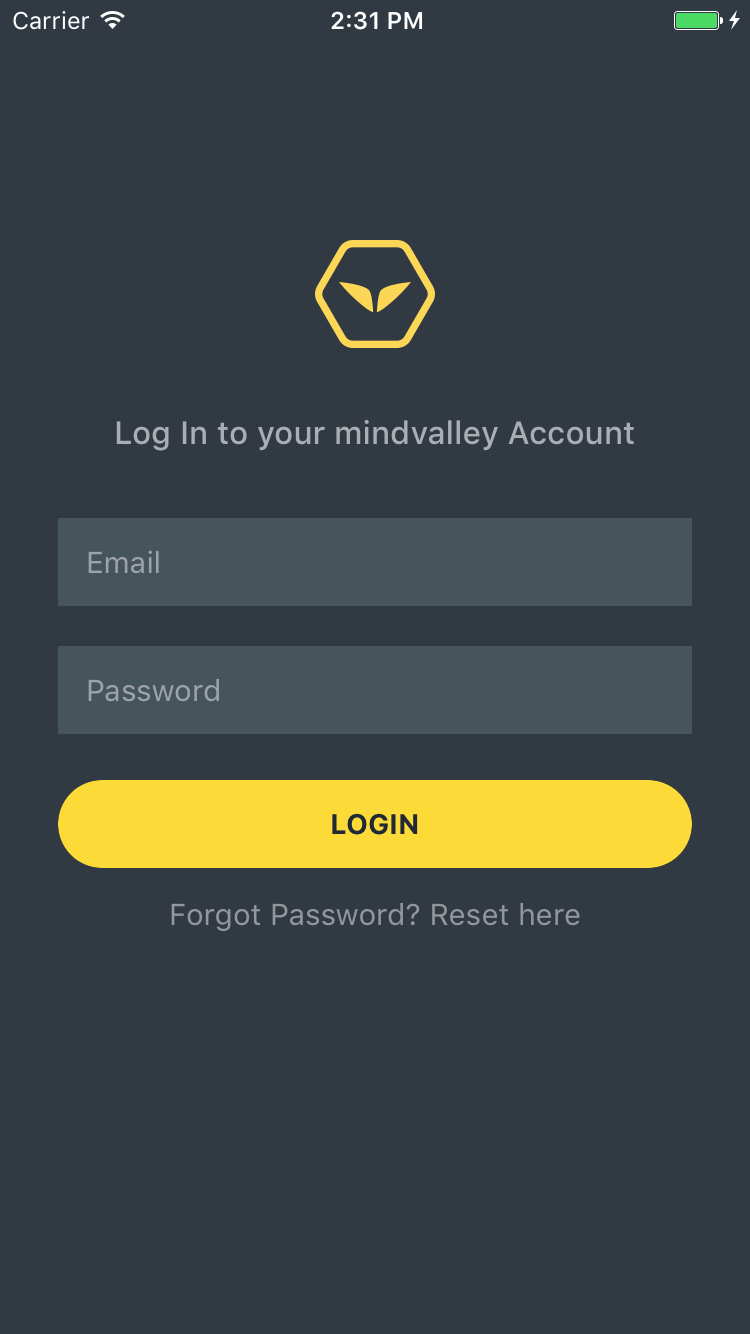 Carrier 2:31 PM
Log In to your mindvalley Account
Email
Password
LOGIN
Forgot Password? Reset here